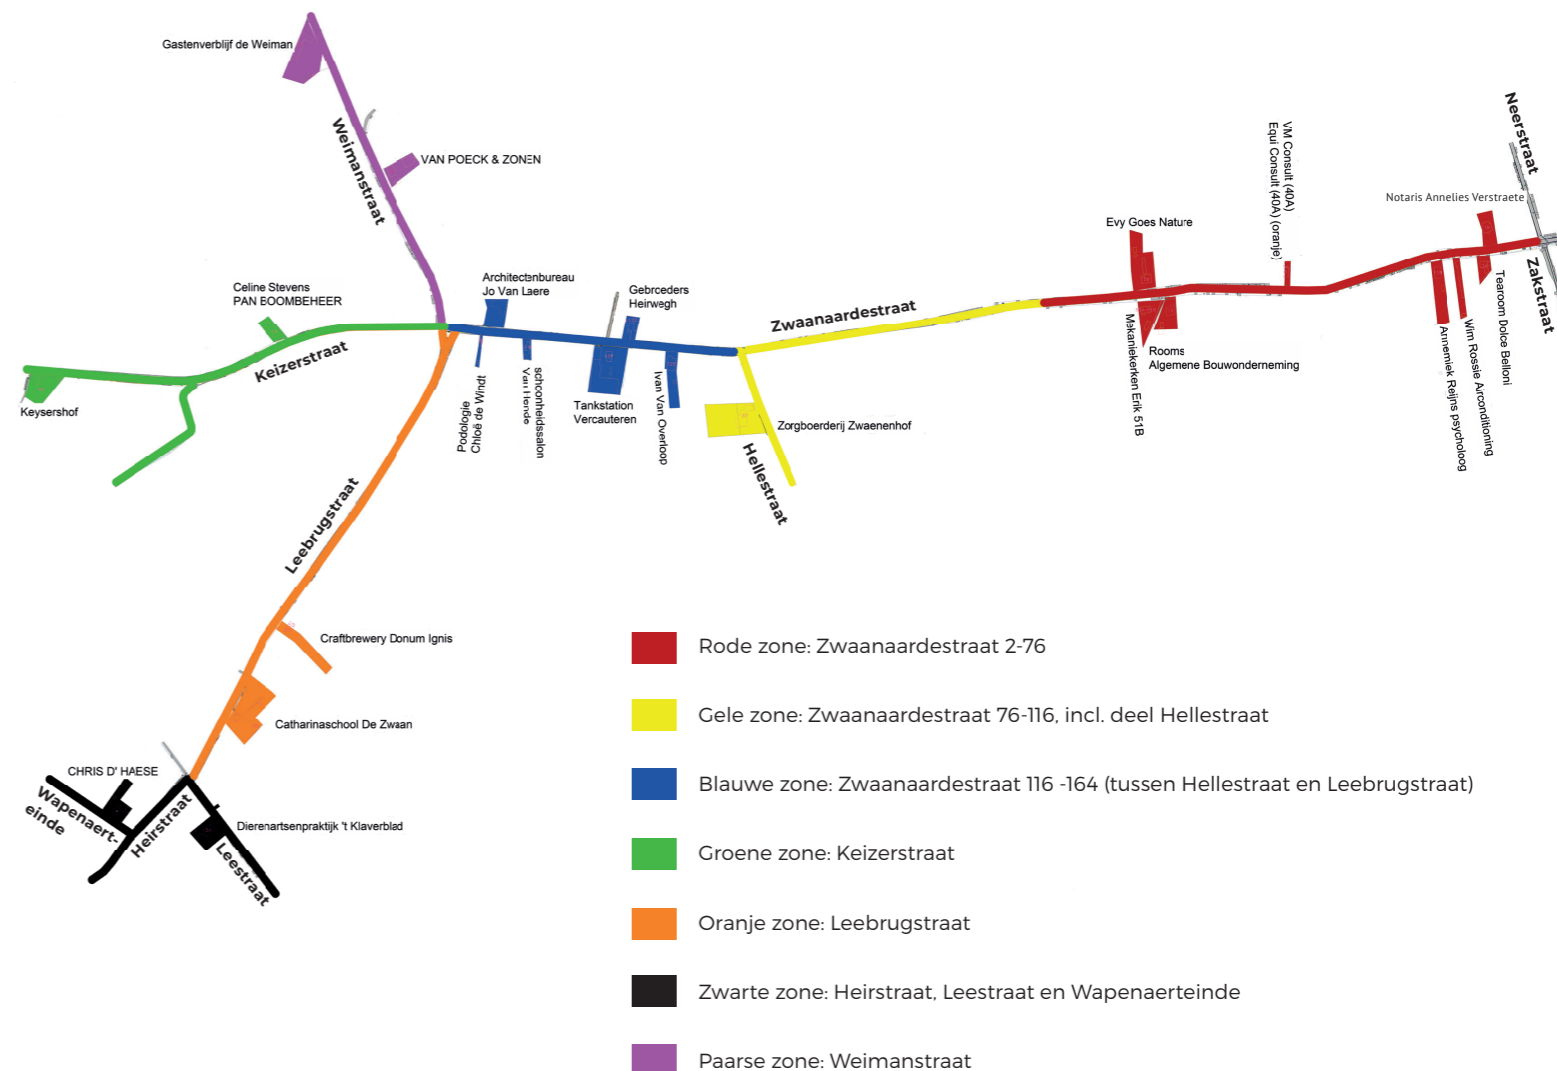 Gastenverblijf de Weiman
Weimanstraat
VAN POECK & ZONEN
Neerstraat
Zakstraat
Notaris Annelies Verstraete
VM Consult (40A)
Equi Consult (40A) (oranje)
Evy Goes Nature
Celine Stevens
PAN BOOMBEHEER
Architectenbureau
Jo Van Laere
Gebroeders
Heirwegh
Zwaanaardestraat
Keizerstraat
Keysershof
Podologie
Chloë de Windt
schoonheidssalon
Van Hende
Tankstation
Vercauteren
Ivan Van Overloop
Zorgboerderij Zwaenenhof
Hellestraat
Mekaniekerken Erik 51B
Rooms
Algemene Bouwonderneming
Annemiek Reijns psycholoog
Wim Rossie Airconditioning
Tearoom Dolce Belloni
Leebrugstraat
Craftbrewery Donum Ignis
Catharinaschool De Zwaan
CHRIS D' HAESE
Wapenaert-
einde
Heirstraat
Dierenartsenpraktijk 't Klaverblad
Leestraat
Rode zone: Zwaanaardestraat 2-76
Gele zone: Zwaanaardestraat 76-116, incl. deel Hellestraat
Blauwe zone: Zwaanaardestraat 116 -164 (tussen Hellestraat en Leebrugstraat)
Groene zone: Keizerstraat
Oranje zone: Leebrugstraat
Zwarte zone: Heirstraat, Leestraat en Wapenaerteinde
Paarse zone: Weimanstraat